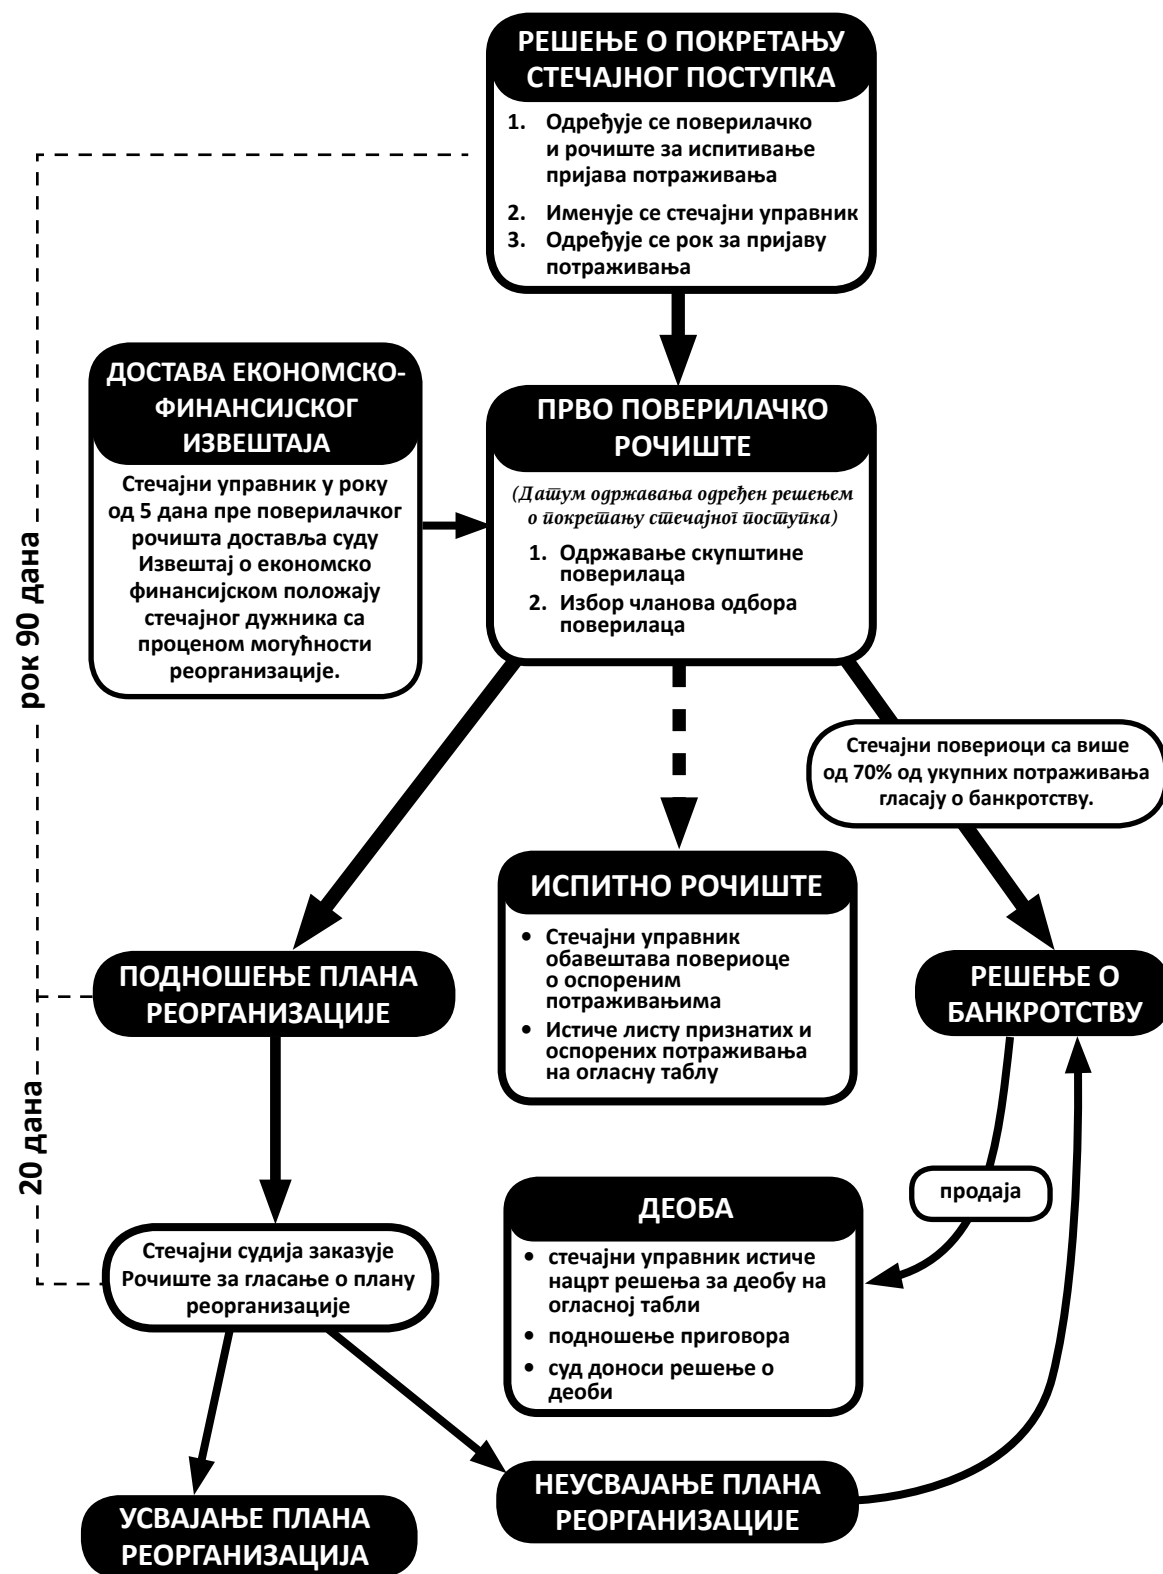 РЕШЕЊЕ О ПОКРЕТАЊУ
СТЕЧАЈНОГ ПОСТУПКА
1. Одређује се поверилачко
и рочиште за испитивање
пријава потраживања
2. Именује се стечајни управник
3. Одређује се рок за пријаву
потраживања
рок 90 дана
ДОСТАВА ЕКОНОМСКО-
ФИНАНСИЈСКОГ
ИЗВЕШТАЈА
Стечајни управник у року
од 5 дана пре поверилачког
рочишта доставља суду
Извештај о економско
финансијском положају
стечајног дужника са
проценом могућности
реорганизације.
ПРВО ПОВЕРИЛАЧКО
РОЧИШТЕ
(Датум одржавања одређен решењем
о покретању стечајног поступка)
1. Одржавање скупштине
поверилаца
2. Избор чланова одбора
поверилаца
Стечајни повериоци са више
од 70% од укупних потраживања
гласају о банкротству.
ИСПИТНО РОЧИШТЕ
• Стечајни управник
обавештава повериоце
о оспореним
потраживањима
• Истиче листу признатих и
оспорених потраживања
на огласну таблу
ПОДНОШЕЊЕ ПЛАНА
РЕОРГАНИЗАЦИЈЕ
РЕШЕЊЕ О
БАНКРОТСТВУ
20 дана
продаја
ДЕОБА
• стечајни управник истиче
нацрт решења за деобу на
огласној табли
• подношење приговора
• суд доноси решење о
деоби
Стечајни судија заказује
Рочиште за гласање о плану
реорганизације
НЕУСВАЈАЊЕ ПЛАНА
РЕОРГАНИЗАЦИЈЕ
УСВАЈАЊЕ ПЛАНА
РЕОРГАНИЗАЦИЈА